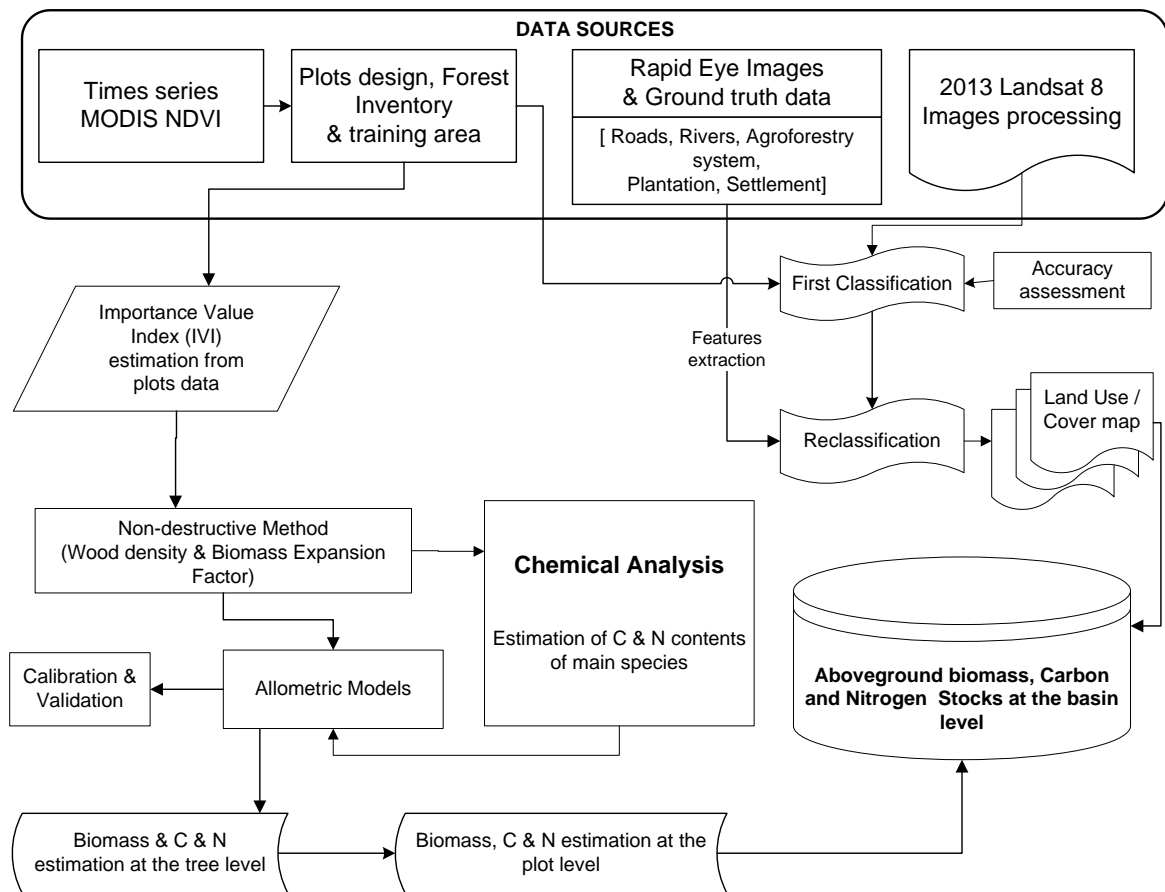 DATA SOURCES
Times series
MODIS NDVI
Plots design, Forest
Inventory
& training area
Rapid Eye Images
& Ground truth data
[ Roads, Rivers, Agroforestry
system,
Plantation, Settlement]
2013 Landsat 8
Images processing
First Classification
Accuracy
assessment
Importance Value
Index (IVI)
estimation from
plots data
Features
extraction
Reclassification
Land Use /
Cover map
Non-destructive Method
(Wood density & Biomass Expansion
Factor)
Chemical Analysis
Estimation of C & N contents
of main species
Calibration &
Validation
Allometric Models
Aboveground biomass, Carbon
and Nitrogen Stocks at the basin
level
Biomass & C & N
estimation at the tree level
Biomass, C & N estimation at the
plot level